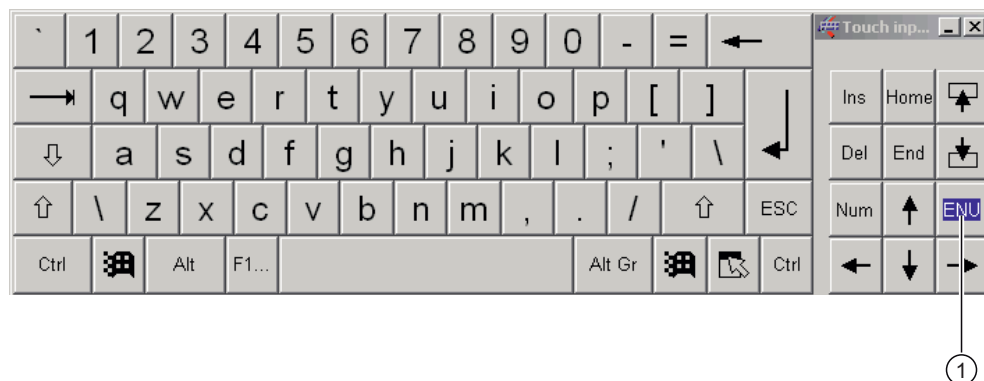 ` 1 2 3 4 5 6 7 8 9 0 - = Touch inp...
q w e r t y u i o p [ ] Ins Home
a s d f g h j k l ; ' \ Del End
\ z x c v b n m , . / ESC Num ENU
Ctrl Alt F1... Alt Gr Ctrl
1